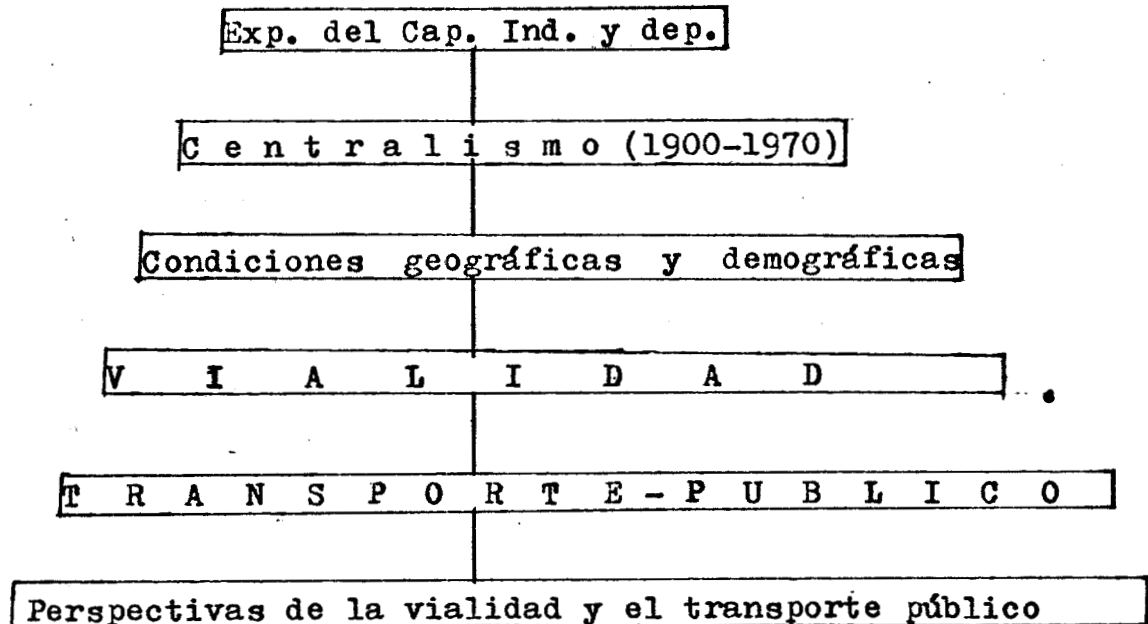 Exp. del Cap. Ind. y dep.
C e n t r a l i s m o (1900-1970)
Condiciones geográficas y demográficas
V I A L I D A D
T R A N S P O R T E - P U B L I C O
Perspectivas de la vialidad y el transporte público